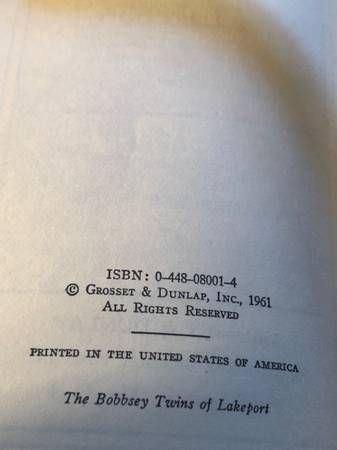 ISBN: 0-448-08001-4
© Grosset & Dunlap, Inc., 1961
All Rights Reserved
PRINTED IN THE UNITED STATES OF AMERICA
The Bobbsey Twins of Lakeport